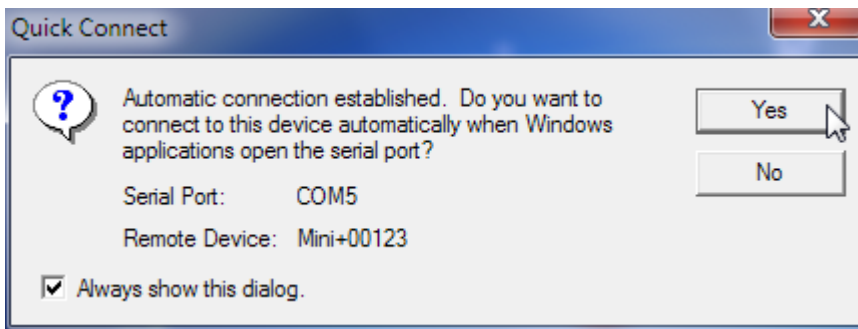 Quick Connect
Automatic connection established. Do you want to
connect to this device automatically when Windows
applications open the serial port?
Yes
No
Serial Port: COM5
Remote Device: Mini+00123
Always show this dialog.